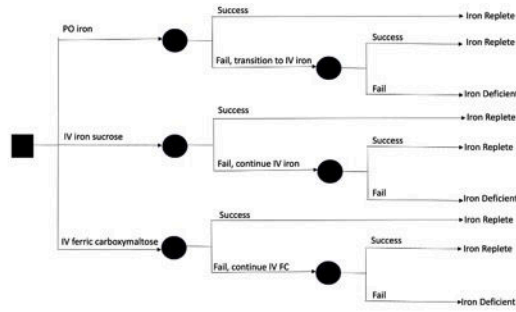 Success
Iron Replete
PO iron
Success
Iron Replete
Fail, transition to IV iron
Fail
Iron Deficient
Success
Iron Replete
IV iron sucrose
Success
Iron Replete
Fail, continue IV iron
Fail
Iron Deficient
Success
Iron Replete
IV ferric carboxymaltose
Success
Iron Replete
Fail, continue IV FC
Fail
Iron Deficient